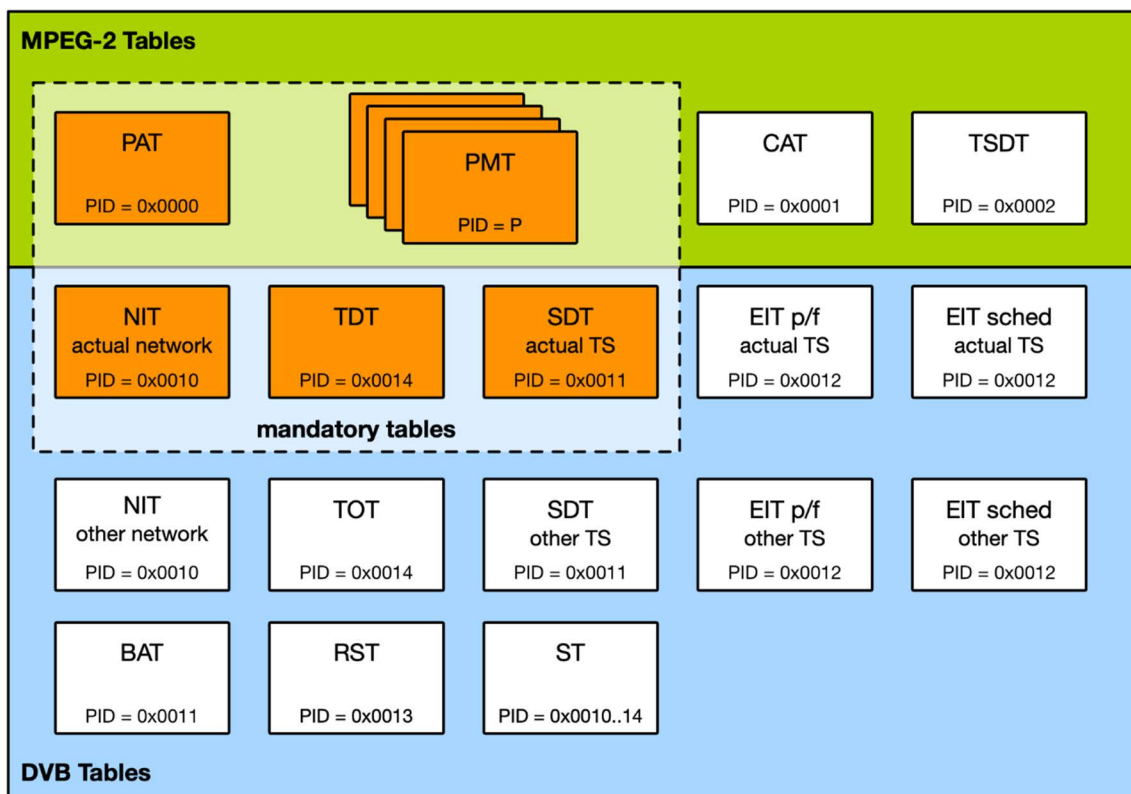 MPEG-2 Tables
PAT
PID = 0x0000
PMT
PID = P
CAT
PID = 0x0001
TSDT
PID = 0x0002
NIT
actual network
PID = 0x0010
TDT
PID = 0x0014
SDT
actual TS
PID = 0x0011
EIT p/f
actual TS
PID = 0x0012
EIT sched
actual TS
PID = 0x0012
mandatory tables
NIT
other network
PID = 0x0010
TOT
PID = 0x0014
SDT
other TS
PID = 0x0011
EIT p/f
other TS
PID = 0x0012
EIT sched
other TS
PID = 0x0012
BAT
PID = 0x0011
RST
PID = 0x0013
ST
PID = 0x0010..14
DVB Tables